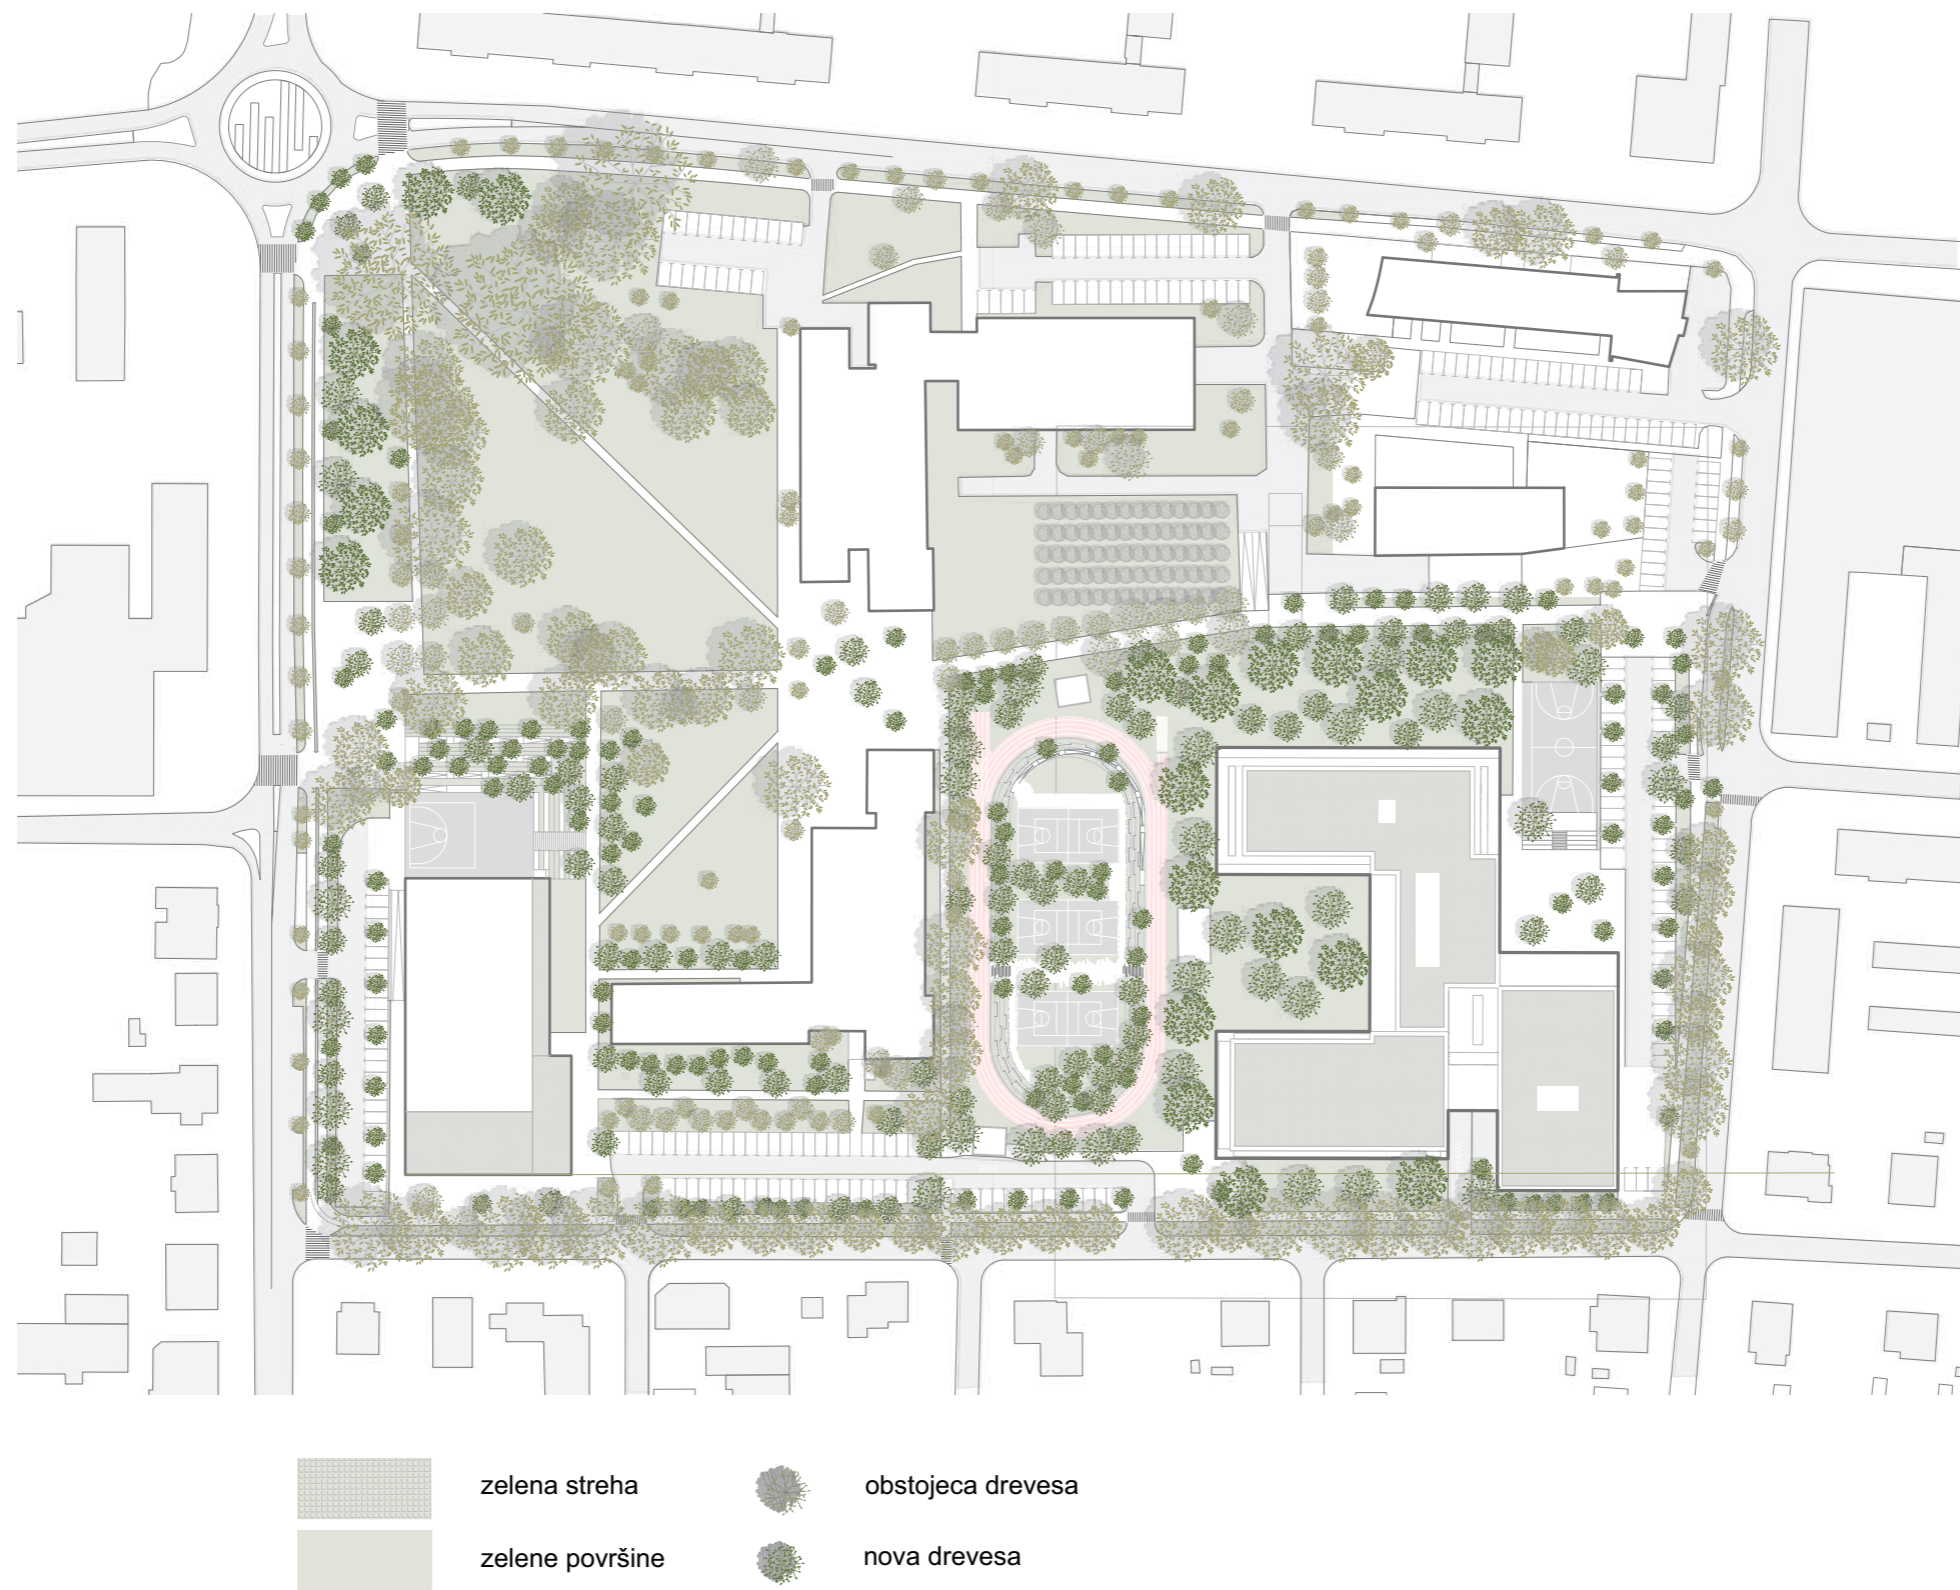 zelena streha
obstojeca drevesa
zelene površine
nova drevesa